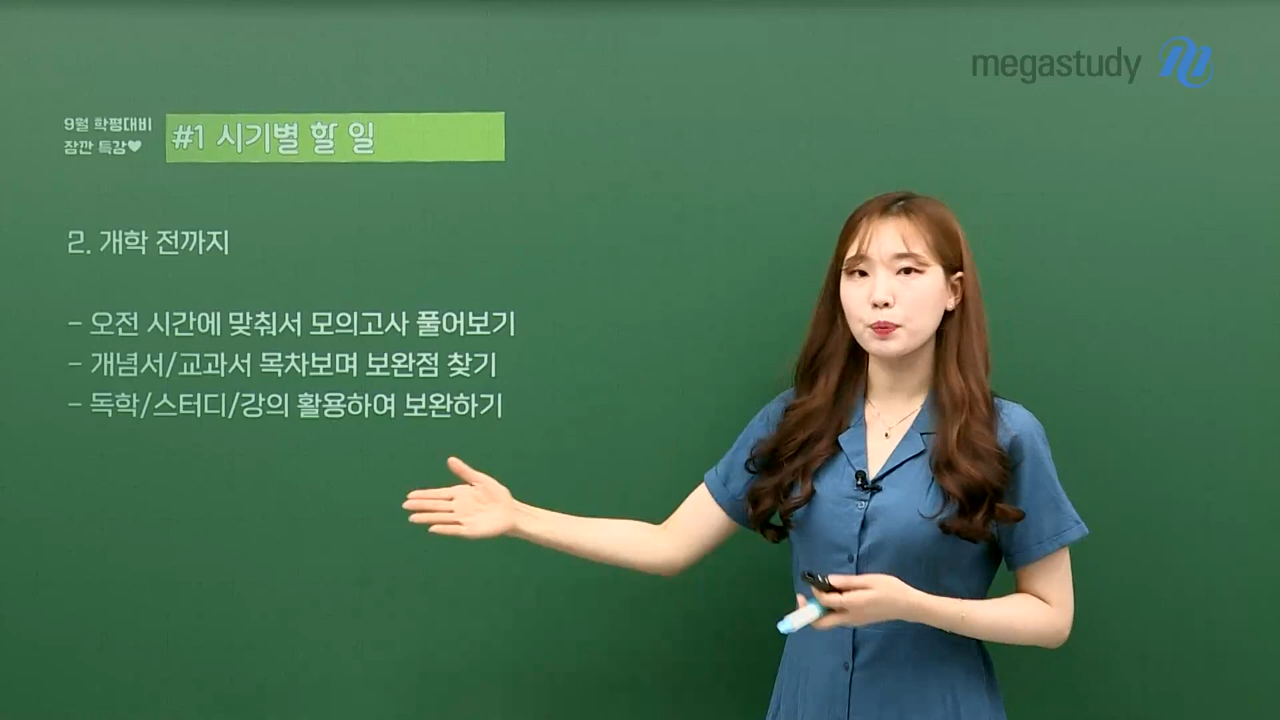 megastudy
9월 학평대비
잠깐 특강♥
#1 시기별 할 일
2. 개학 전까지
- 오전 시간에 맞춰서 모의고사 풀어보기
- 개념서/교과서 목차보며 보완점 찾기
- 독학/스터디/강의 활용하여 보완하기